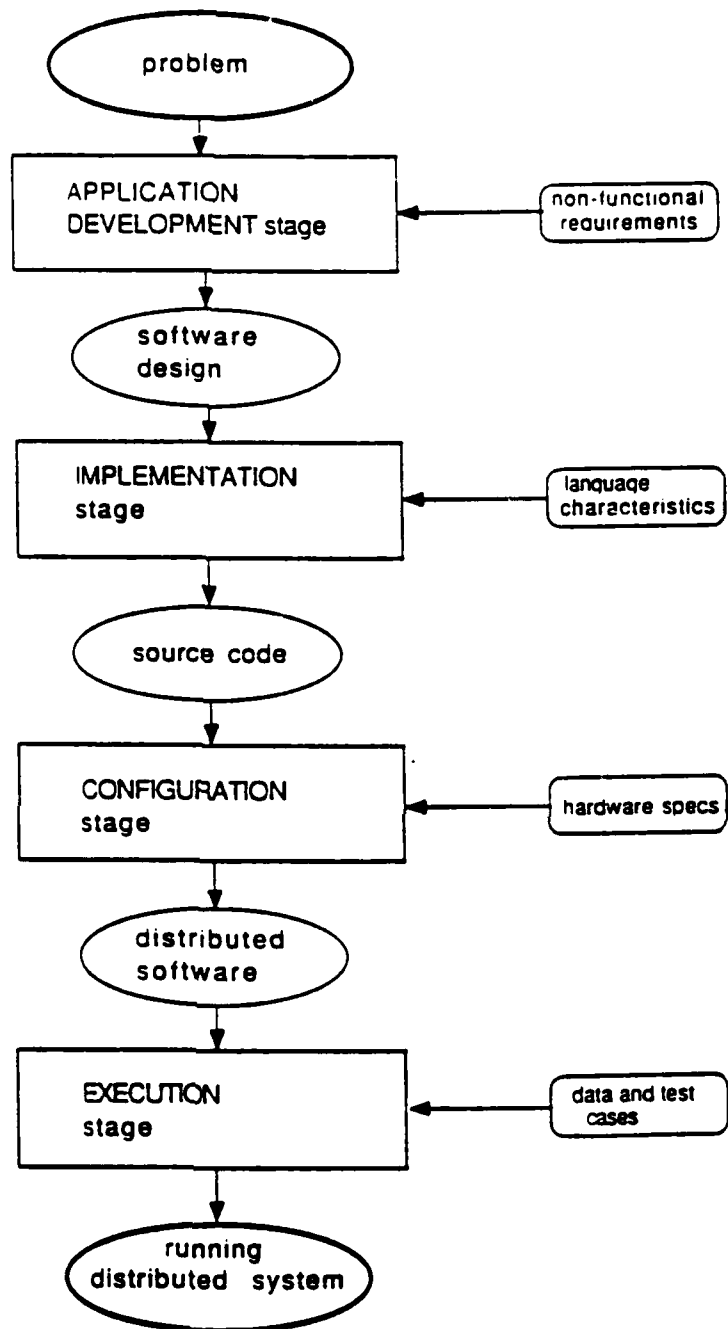 problem
APPLICATION
DEVELOPMENT stage
non-functional
requirements
software
design
IMPLEMENTATION
stage
language
characteristics
source code
CONFIGURATION
stage
hardware specs
distributed
software
EXECUTION
stage
data and test
cases
running
distributed system